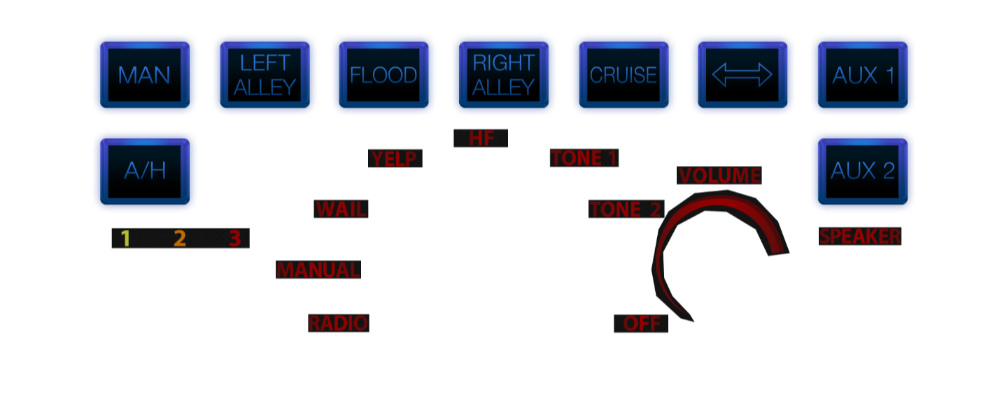 MAN
LEFT
ALLEY
FLOOD
RIGHT
ALLEY
CRUISE
AUX 1
A/H
AUX 2
HF
YELP
TONE 1
VOLUME
WAIL
TONE 2
1 2 3
SPEAKER
MANUAL
RADIO
OFF